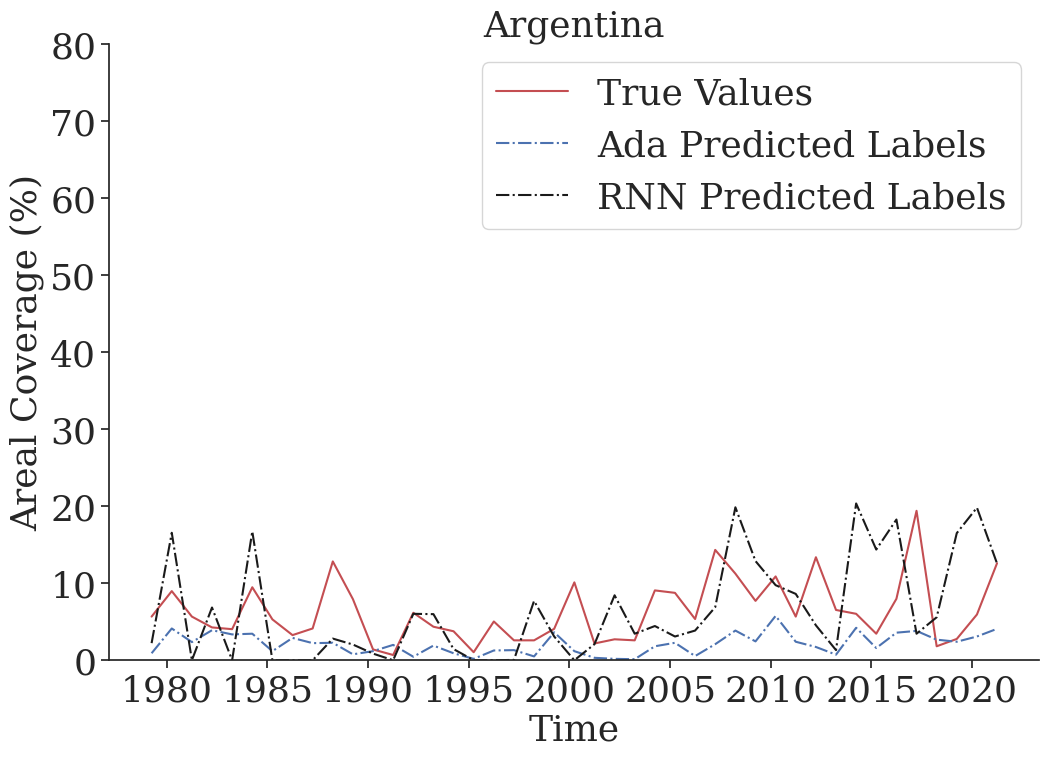 Argentina
True Values
Ada Predicted Labels
RNN Predicted Labels
Areal Coverage (%)
80
70
60
50
40
30
20
10
0
1980 1985 1990 1995 2000 2005 2010 2015 2020
Time